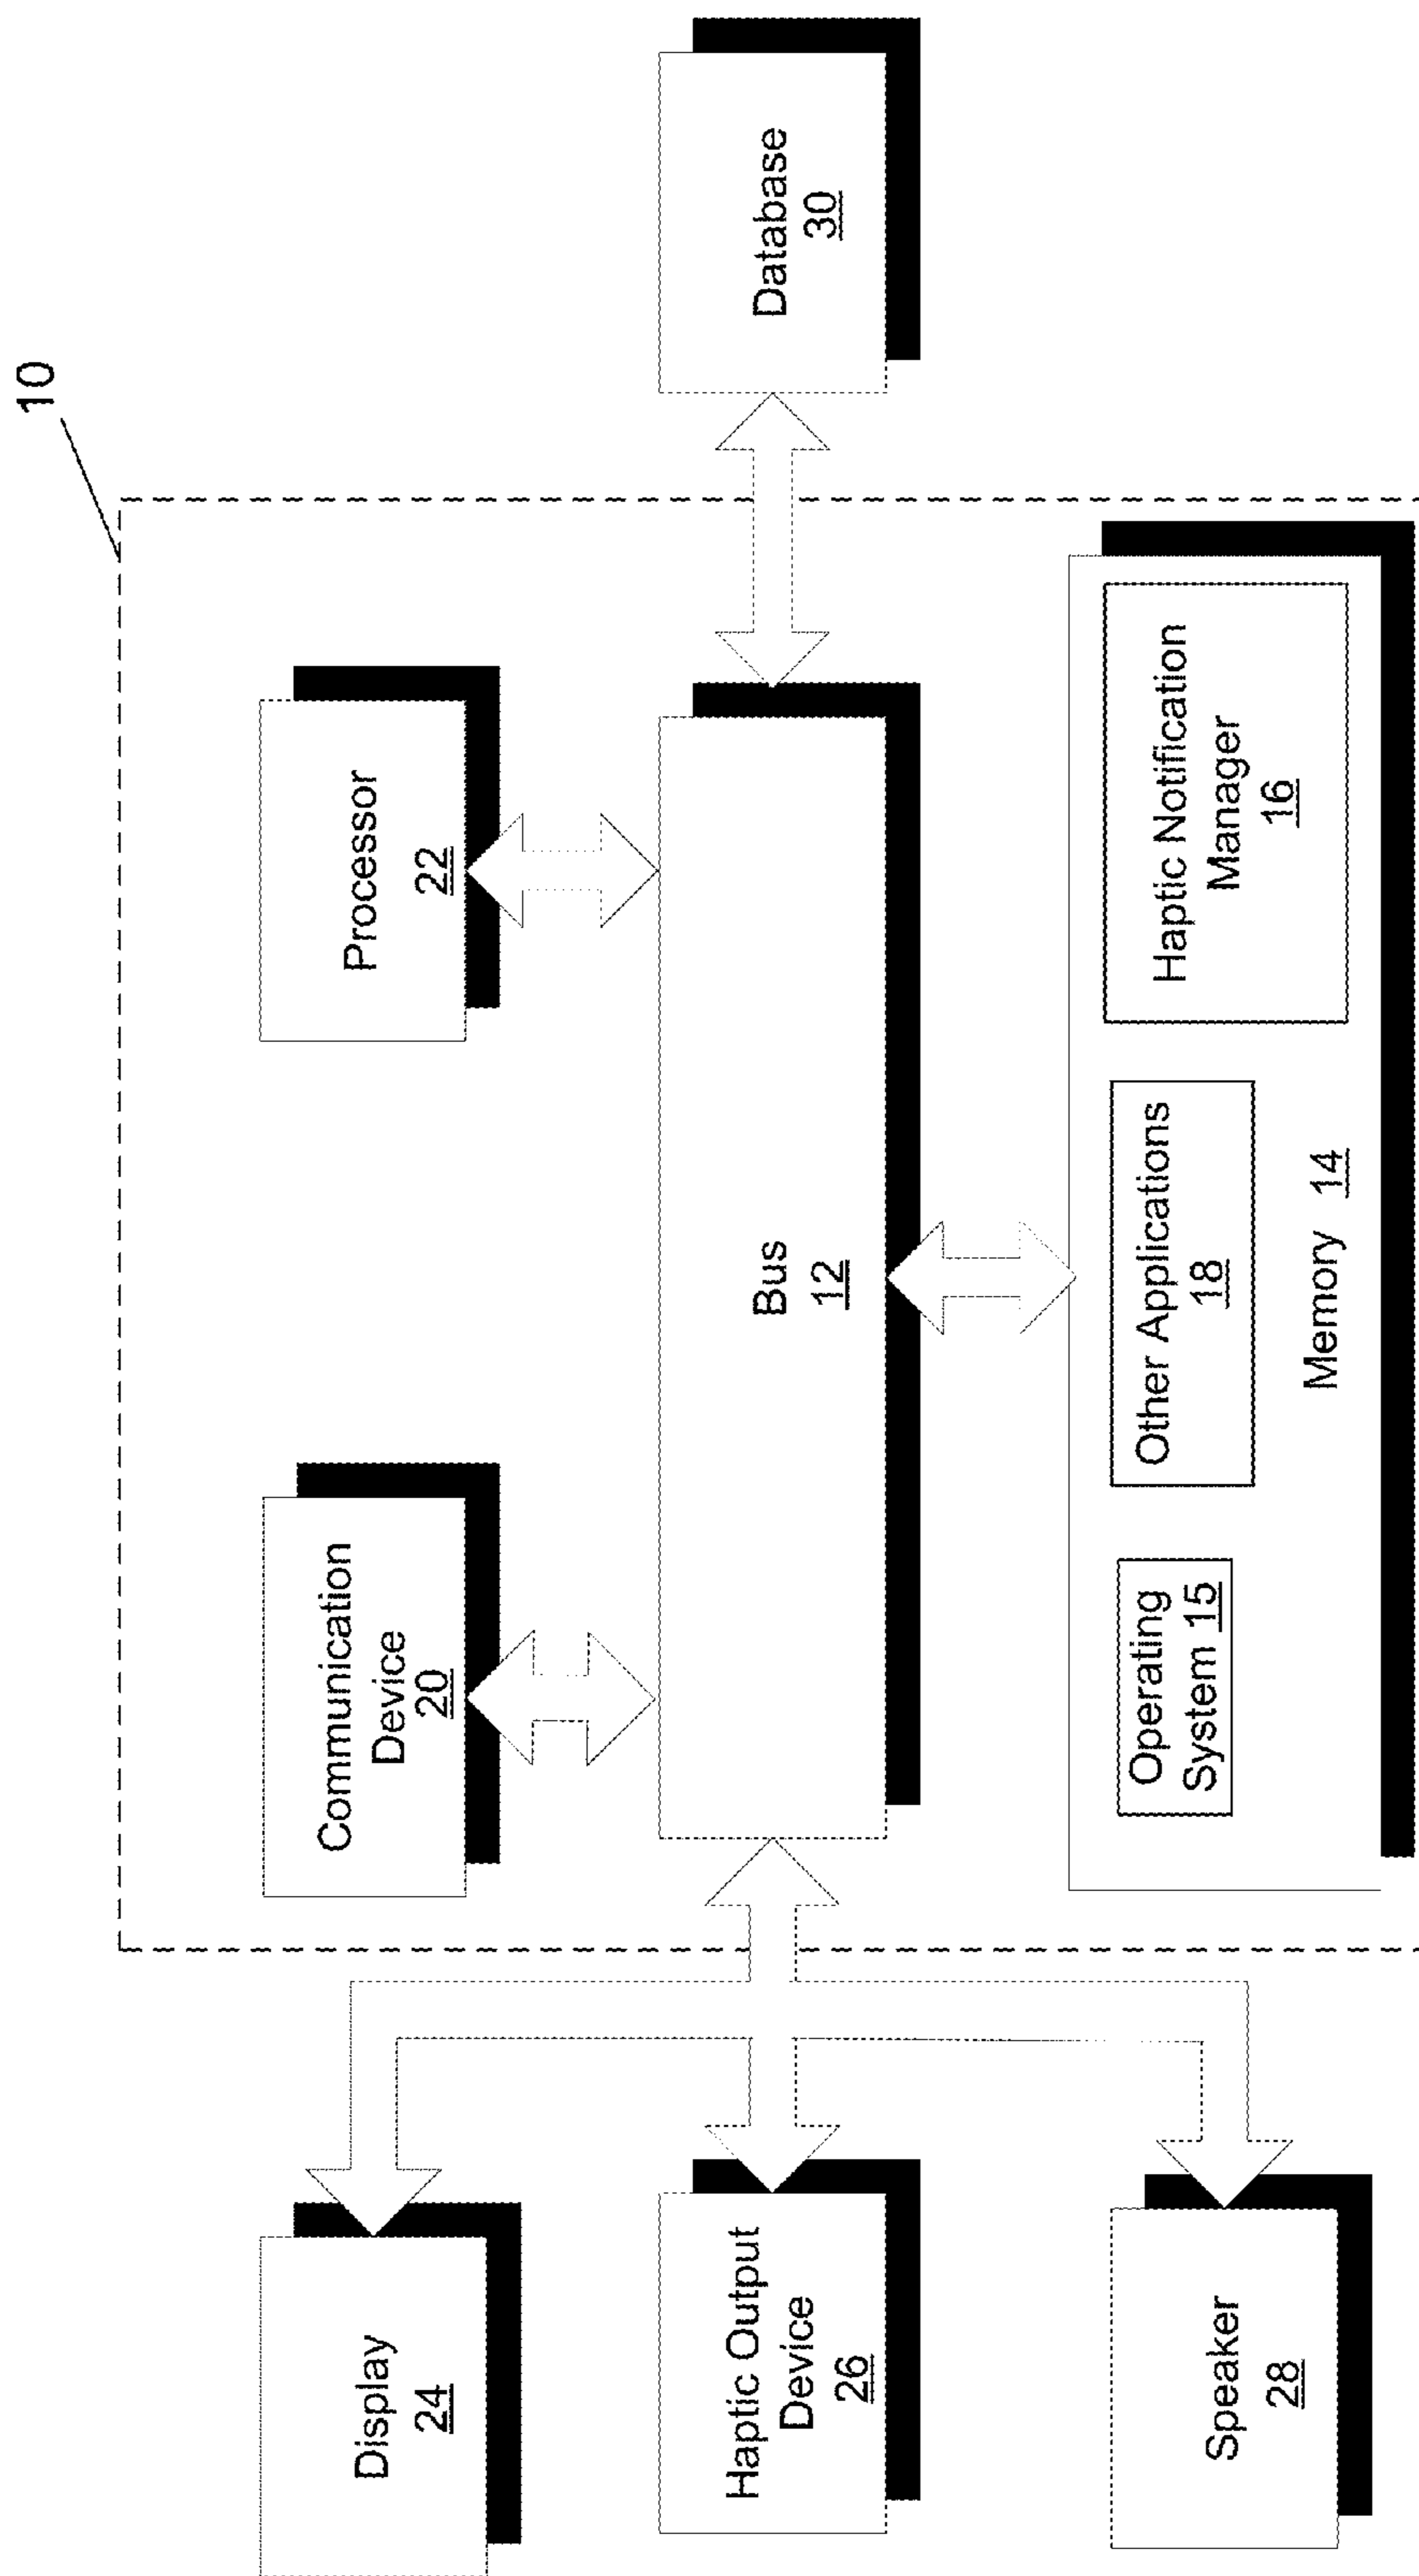 10
Display
24
Communication
Device
20
Processor
22
Haptic Output
Device
26
Bus
12
Database
30
Speaker
28
Operating
System 15
Other Applications
18
Haptic Notification
Manager
16
Memory 14